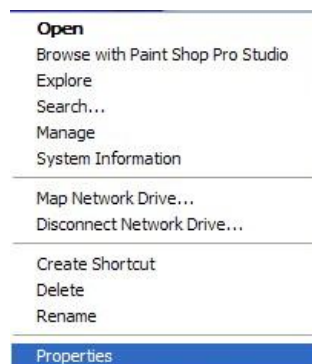 Open
Browse with Paint Shop Pro Studio
Explore
Search...
Manage
System Information
Map Network Drive...
Disconnect Network Drive...
Create Shortcut
Delete
Rename
Properties